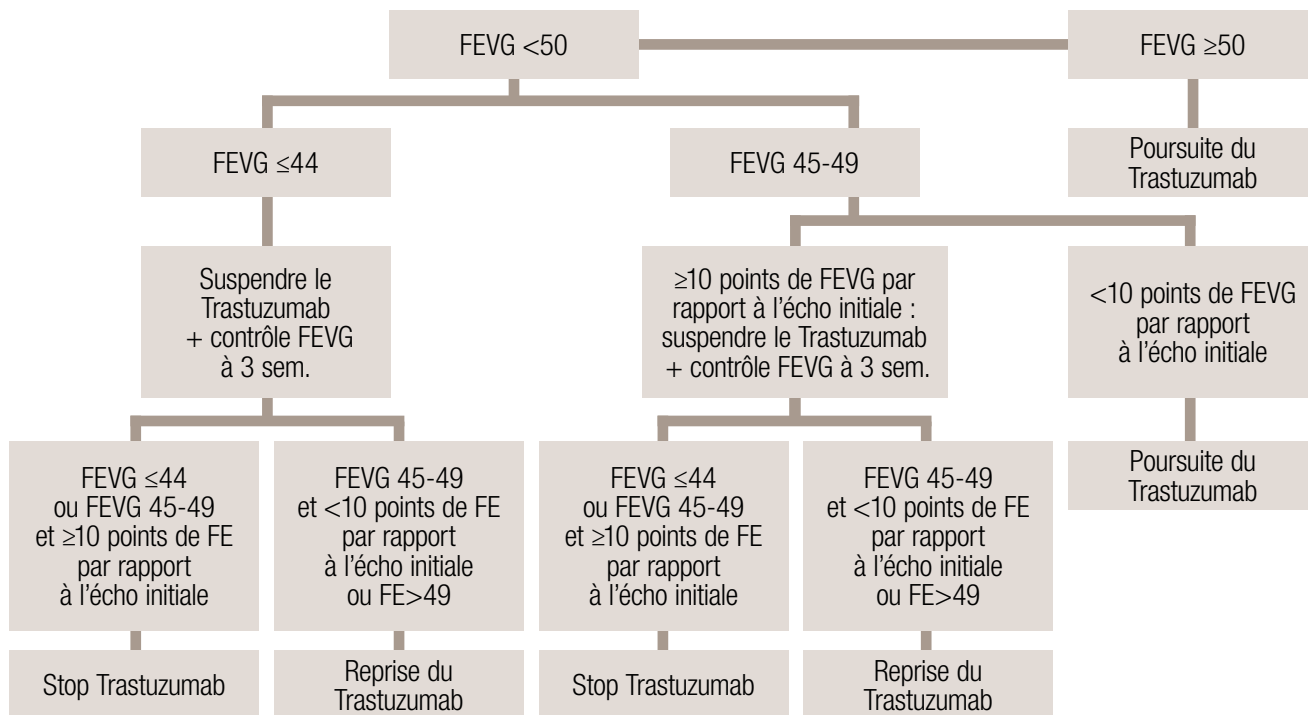 FEVG <50
FEVG ≥50
FEVG ≤44
FEVG 45-49
Poursuite du
Trastuzumab
Suspendre le
Trastuzumab
+ contrôle FEVG
à 3 sem.
≥10 points de FEVG par
rapport à l’écho initiale :
suspendre le Trastuzumab
+ contrôle FEVG à 3 sem.
<10 points de FEVG
par rapport
à l’écho initiale
FEVG ≤44
ou FEVG 45-49
et ≥10 points de FE
par rapport
à l’écho initiale
FEVG 45-49
et <10 points de FE
par rapport
à l’écho initiale
ou FE>49
FEVG ≤44
ou FEVG 45-49
et ≥10 points de FE
par rapport
à l’écho initiale
FEVG 45-49
et <10 points de FE
par rapport
à l’écho initiale
ou FE>49
Poursuite du
Trastuzumab
Stop Trastuzumab
Reprise du
Trastuzumab
Stop Trastuzumab
Reprise du
Trastuzumab